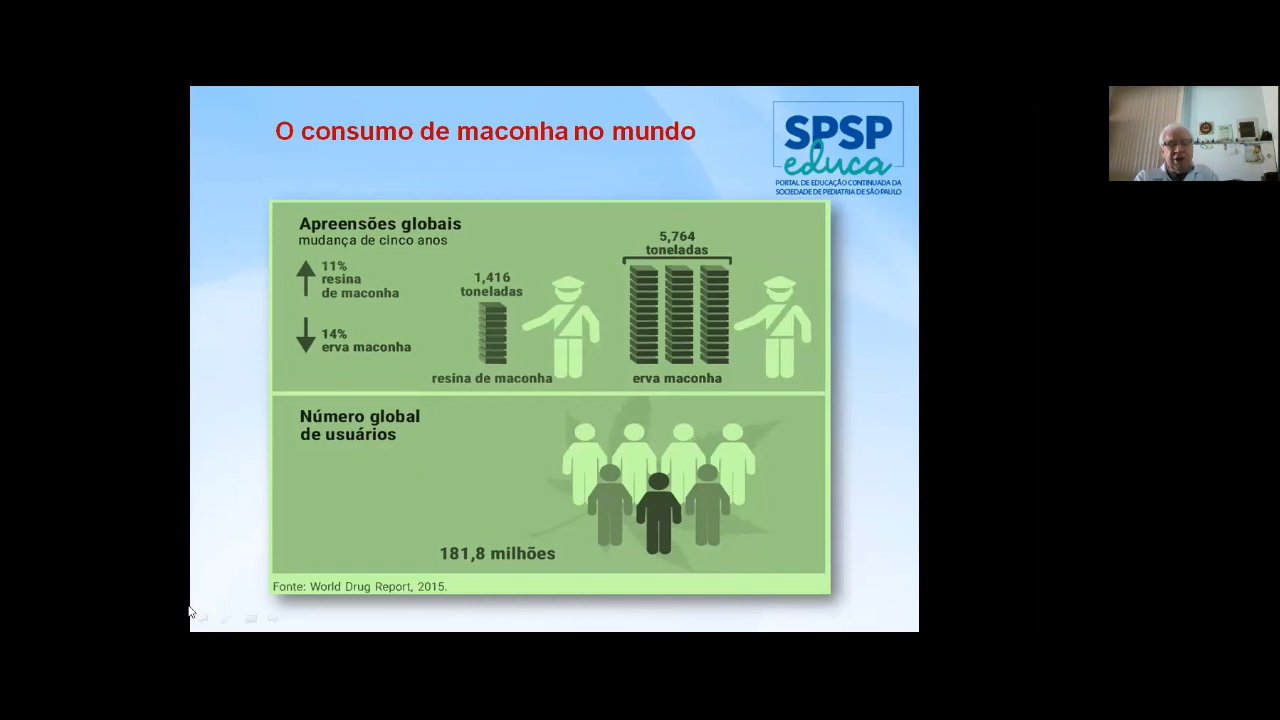 O consumo de maconha no mundo
SPSP
educa
PORTAL DE EDUCAÇÃO CONTINUADA DA
SOCIEDADE DE PEDIATRIA DE SÃO PAULO
Apreensões globais
mudança de cinco anos
11%
resina
de maconha
14%
erva maconha
1,416
toneladas
resina de maconha
5,764
toneladas
erva maconha
Número global
de usuários
181,8 milhões
Fonte: World Drug Report, 2015.